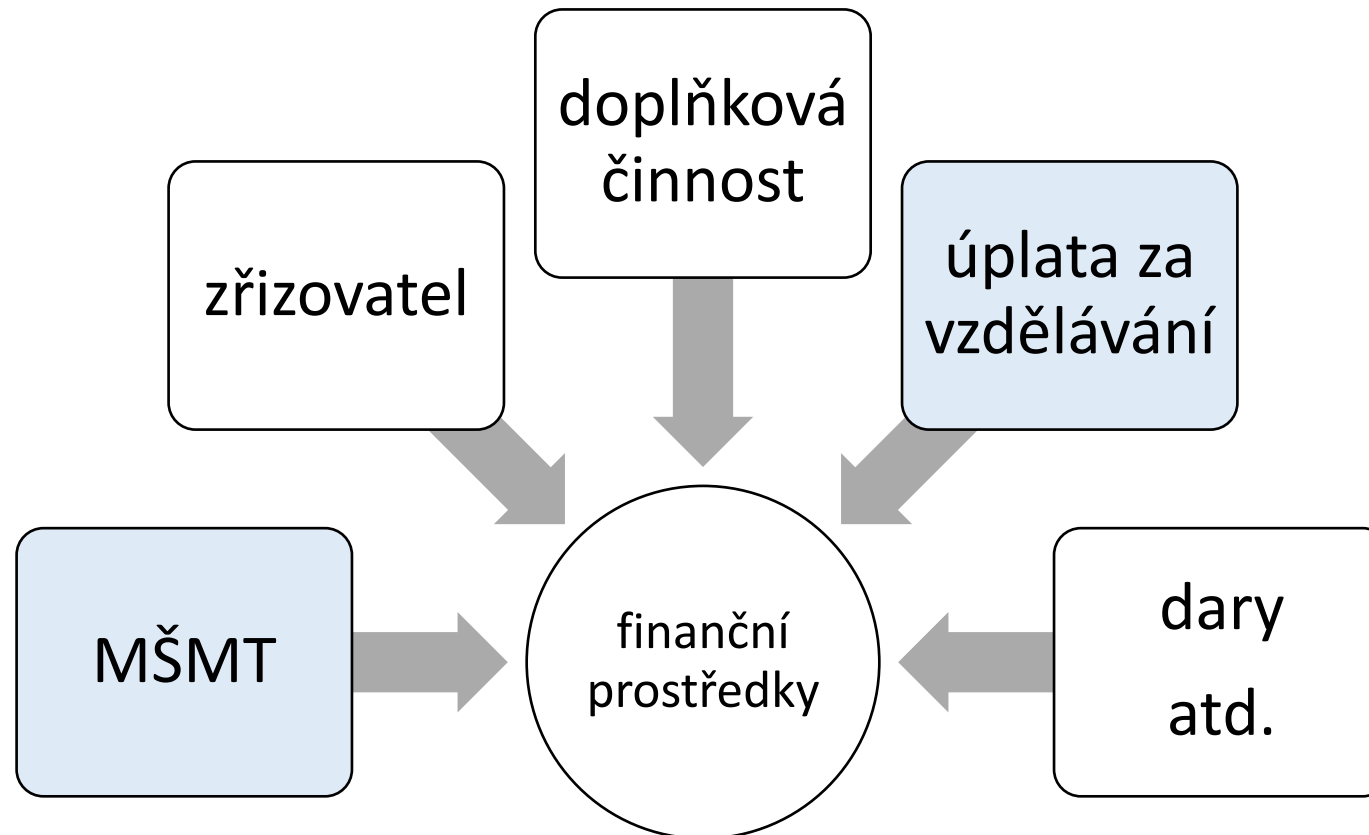 doplňková
činnost
zřizovatel
úplata za
vzdělávání
MŠMT
finanční
prostředky
dary
atd.